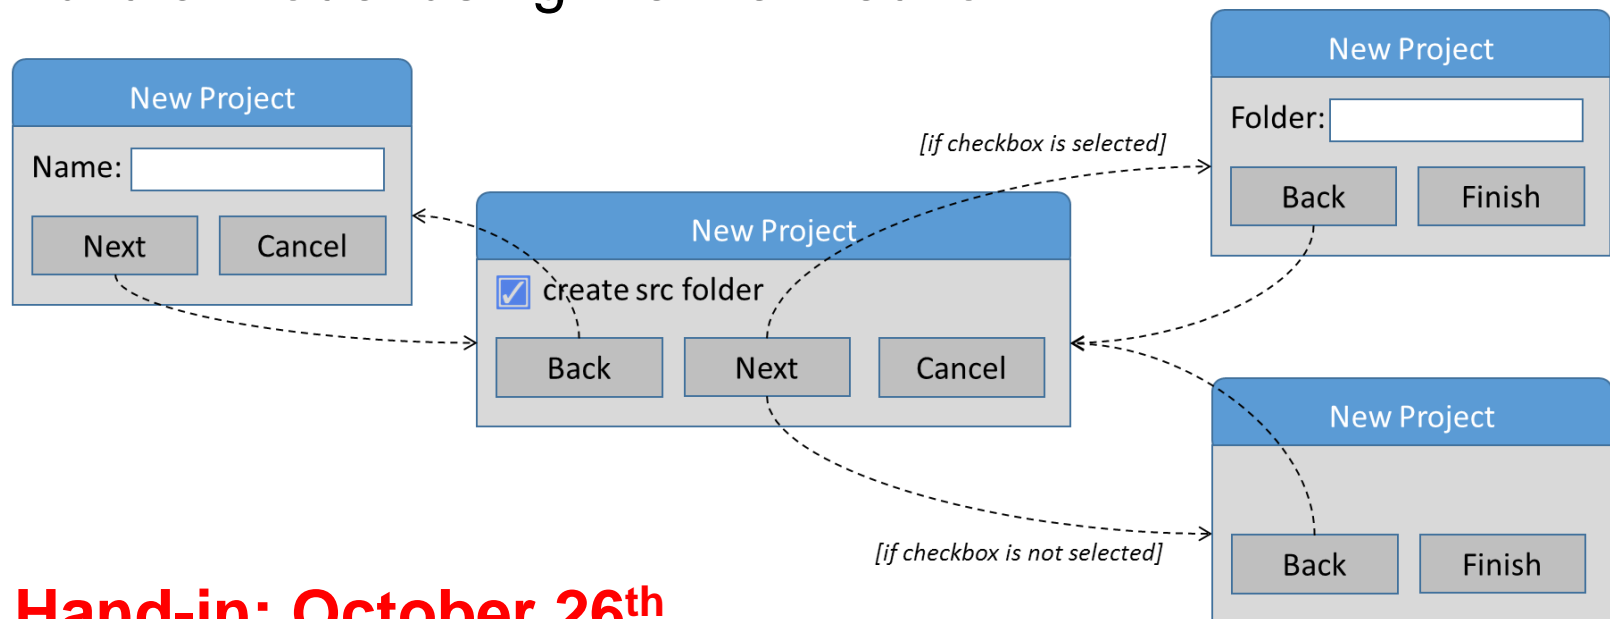 New Project
Name:
Next Cancel
New Project
create src folder
Back Next Cancel
[if checkbox is selected]
[if checkbox is not selected]
New Project
Folder:
Back Finish
New Project
Back Finish
Hand-in: October 26th